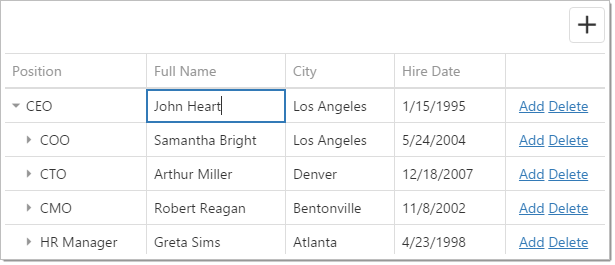 Position Full Name City Hire Date
CEO John Heart Los Angeles 1/15/1995 Add Delete
COO Samantha Bright Los Angeles 5/24/2004 Add Delete
CTO Arthur Miller Denver 12/18/2007 Add Delete
CMO Robert Reagan Bentonville 11/8/2002 Add Delete
HR Manager Greta Sims Atlanta 4/23/1998 Add Delete